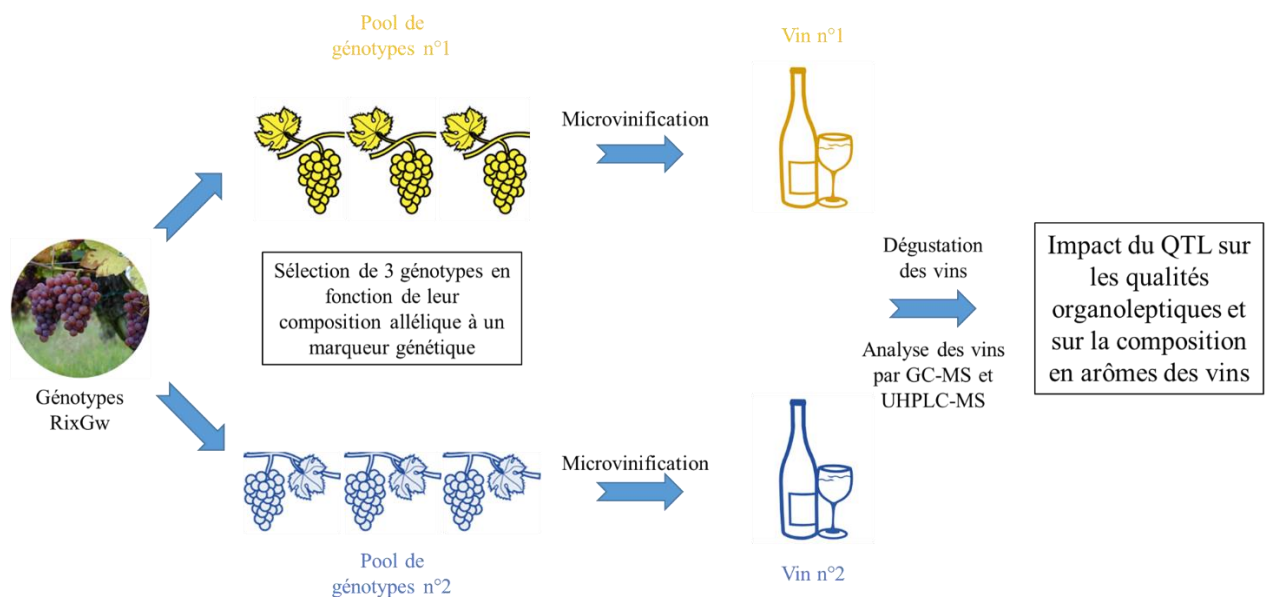 Pool de
génotypes n°1
Vin n°1
Microvinification
Sélection de 3 génotypes en
fonction de leur
composition allélique à un
marqueur génétique
Génotypes
RixGw
Dégustation
des vins
Analyse des vins
par GC-MS et
UHPLC-MS
Impact du QTL sur
les qualités
organoleptiques et
sur la composition
en arômes des vins
Microvinification
Pool de
génotypes n°2
Vin n°2